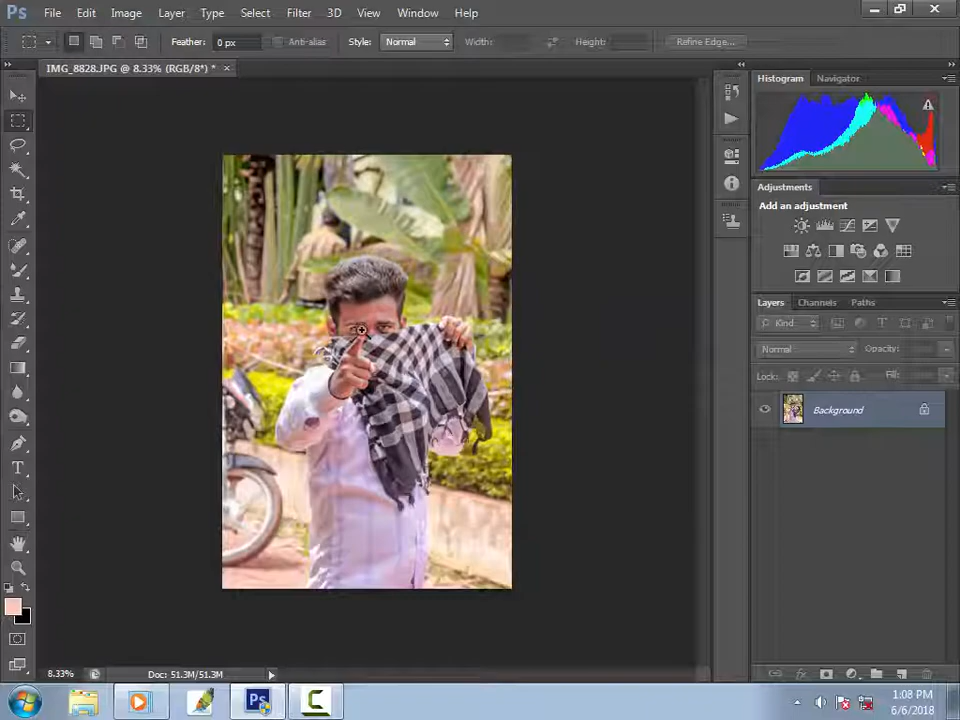 Ps File Edit Image Layer Type Select Filter 3D View Window Help
Feather: 0 px Anti-alias Style: Normal Width: Height: Refine Edge...
IMG_8828.JPG @ 8.33% (RGB/8*) * ×
Histogram Navigator
Adjustments
Add an adjustment
Layers Channels Paths
Kind
Normal Opacity:
Lock: Fill:
Background
8.33% Doc: 51.3M/51.3M
Ps
1:08 PM
6/6/2018